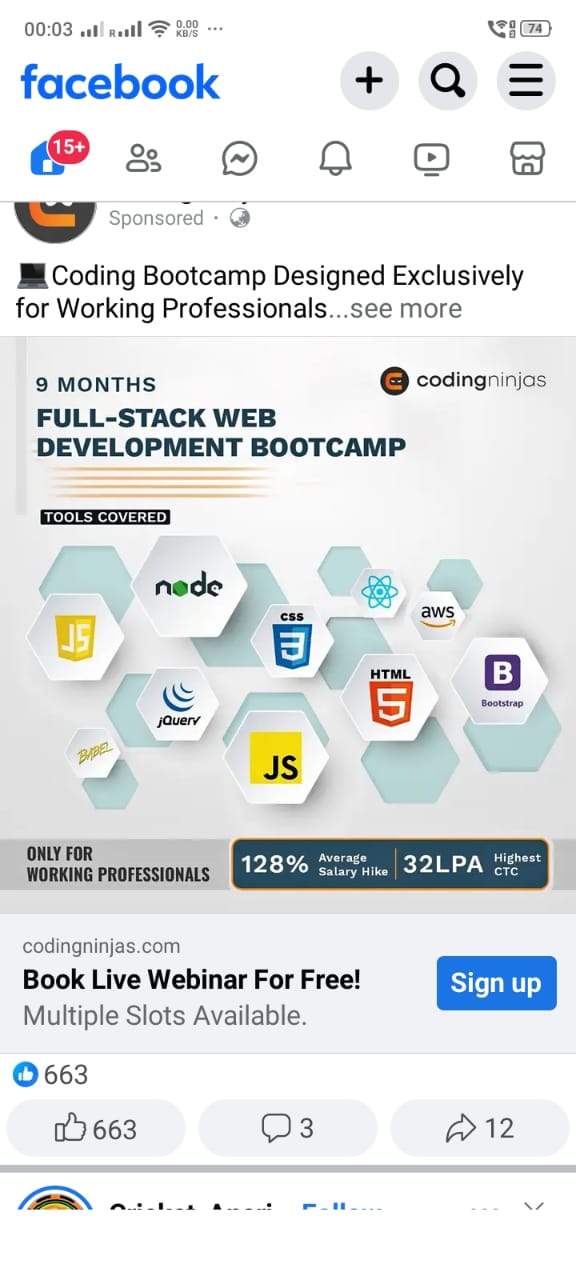 00:03 R 0.00 KB/S ... 74
facebook
15+
Sponsored ·
Coding Bootcamp Designed Exclusively
for Working Professionals...see more
9 MONTHS
codingninjas
FULL-STACK WEB
DEVELOPMENT BOOTCAMP
TOOLS COVERED
node
JS
CSS
3
aws
HTML
5
B
Bootstrap
jQuery
BABEL
JS
ONLY FOR
WORKING PROFESSIONALS
128% Average Salary Hike
32LPA Highest CTC
codingninjas.com
Book Live Webinar For Free!
Multiple Slots Available.
Sign up
663
663 3 12